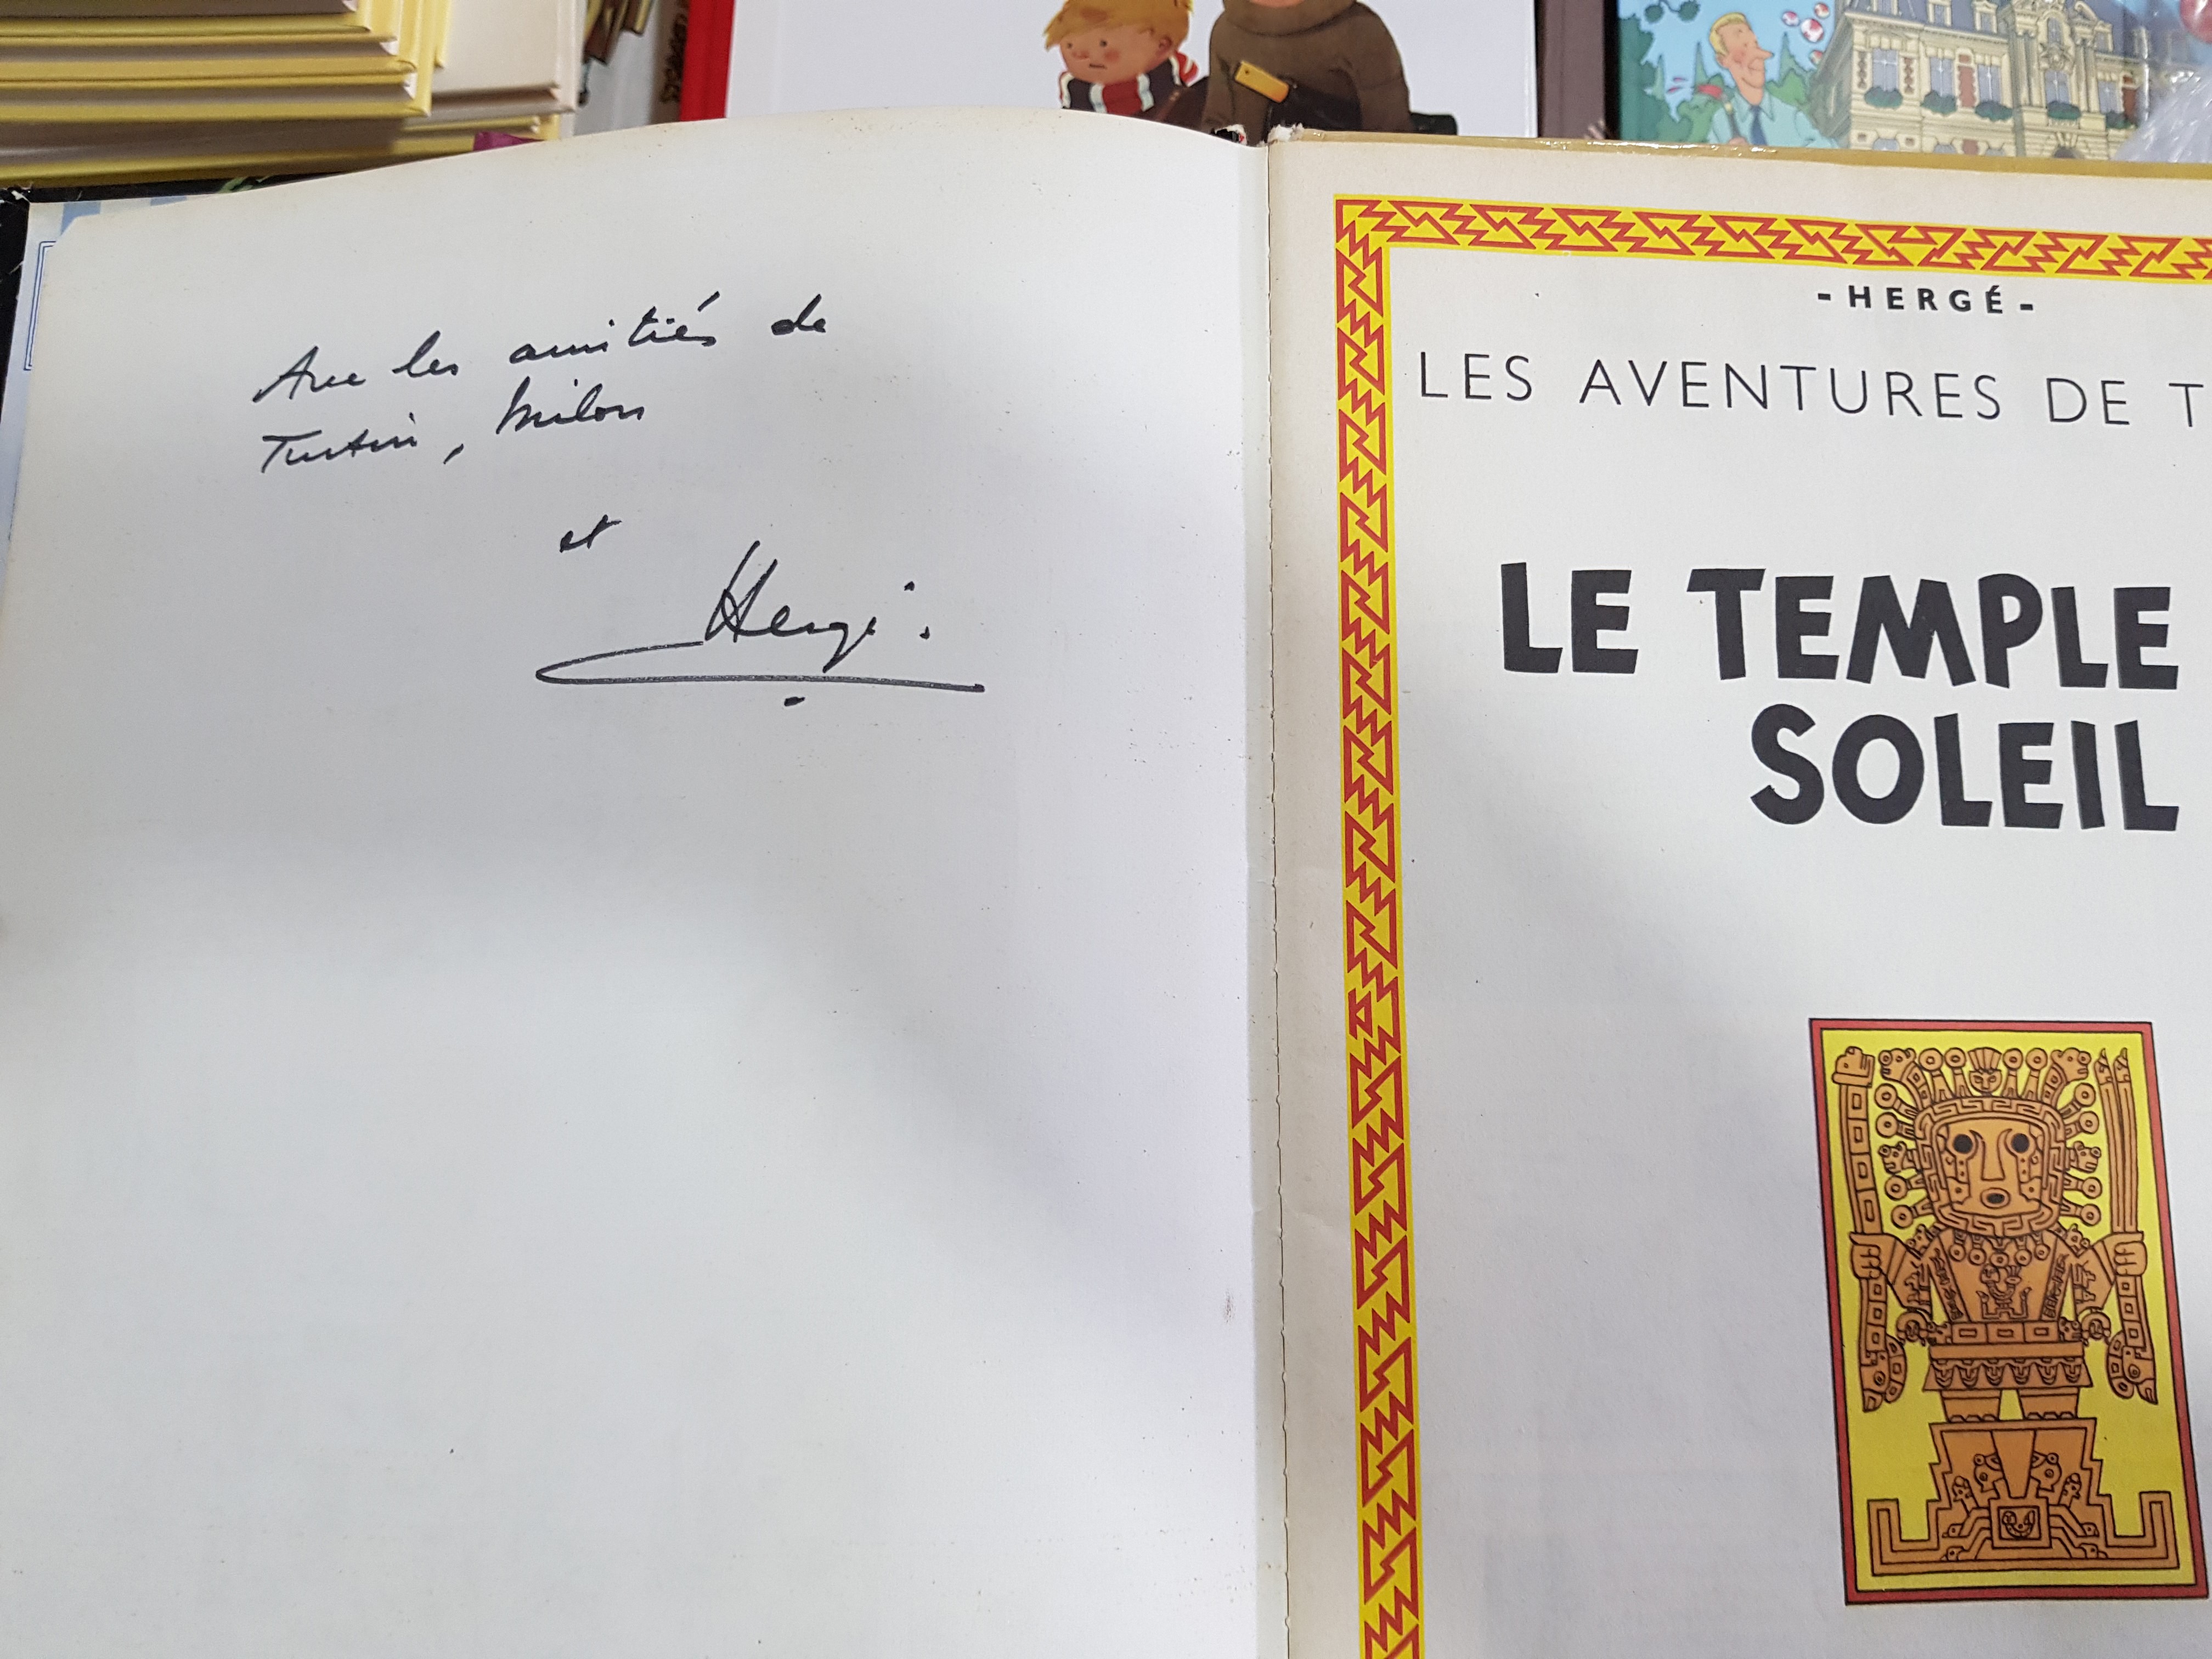 Avec les amitiés de
Tintin, Milou
et
Hergé.
- HERGÉ -
LES AVENTURES DE T
LE TEMPLE
SOLEIL